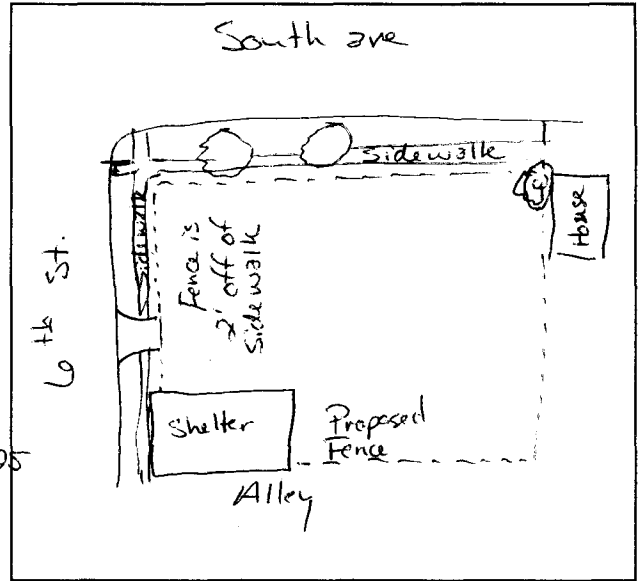 South ave
sidewalk
House
sidewalk
Fence is
2' off of
sidewalk
6th St.
Shelter
Proposed
Fence
Alley